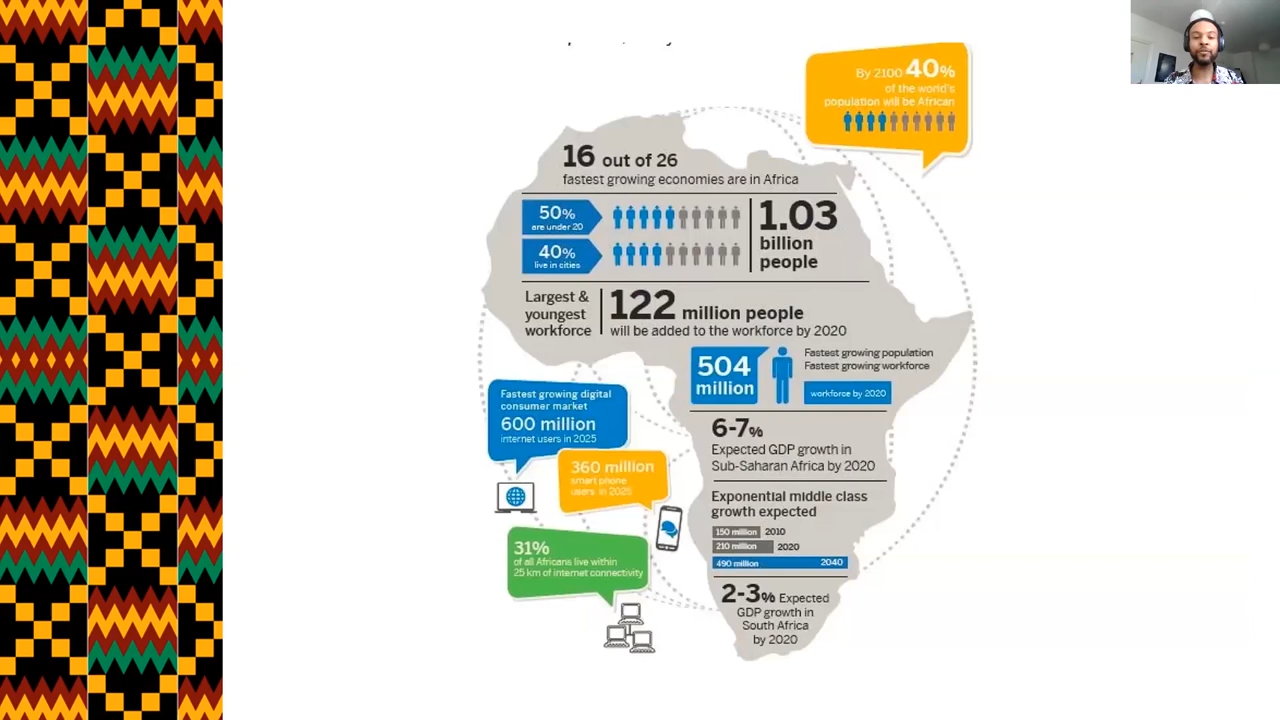 By 2100 40%
of the world's
population will be African
16 out of 26
fastest growing economies are in Africa
50%
are under 20
40%
live in cities
1.03
billion
people
Largest &
youngest
workforce
122 million people
will be added to the workforce by 2020
504
million
Fastest growing population
Fastest growing workforce
workforce by 2020
Fastest growing digital
consumer market
600 million
internet users in 2025
360 million
smart phone
users in 2025
31%
of all Africans live within
25 km of internet connectivity
6-7%
Expected GDP growth in
Sub-Saharan Africa by 2020
Exponential middle class
growth expected
150 million 2010
210 million 2020
490 million 2040
2-3% Expected
GDP growth in
South Africa
by 2020